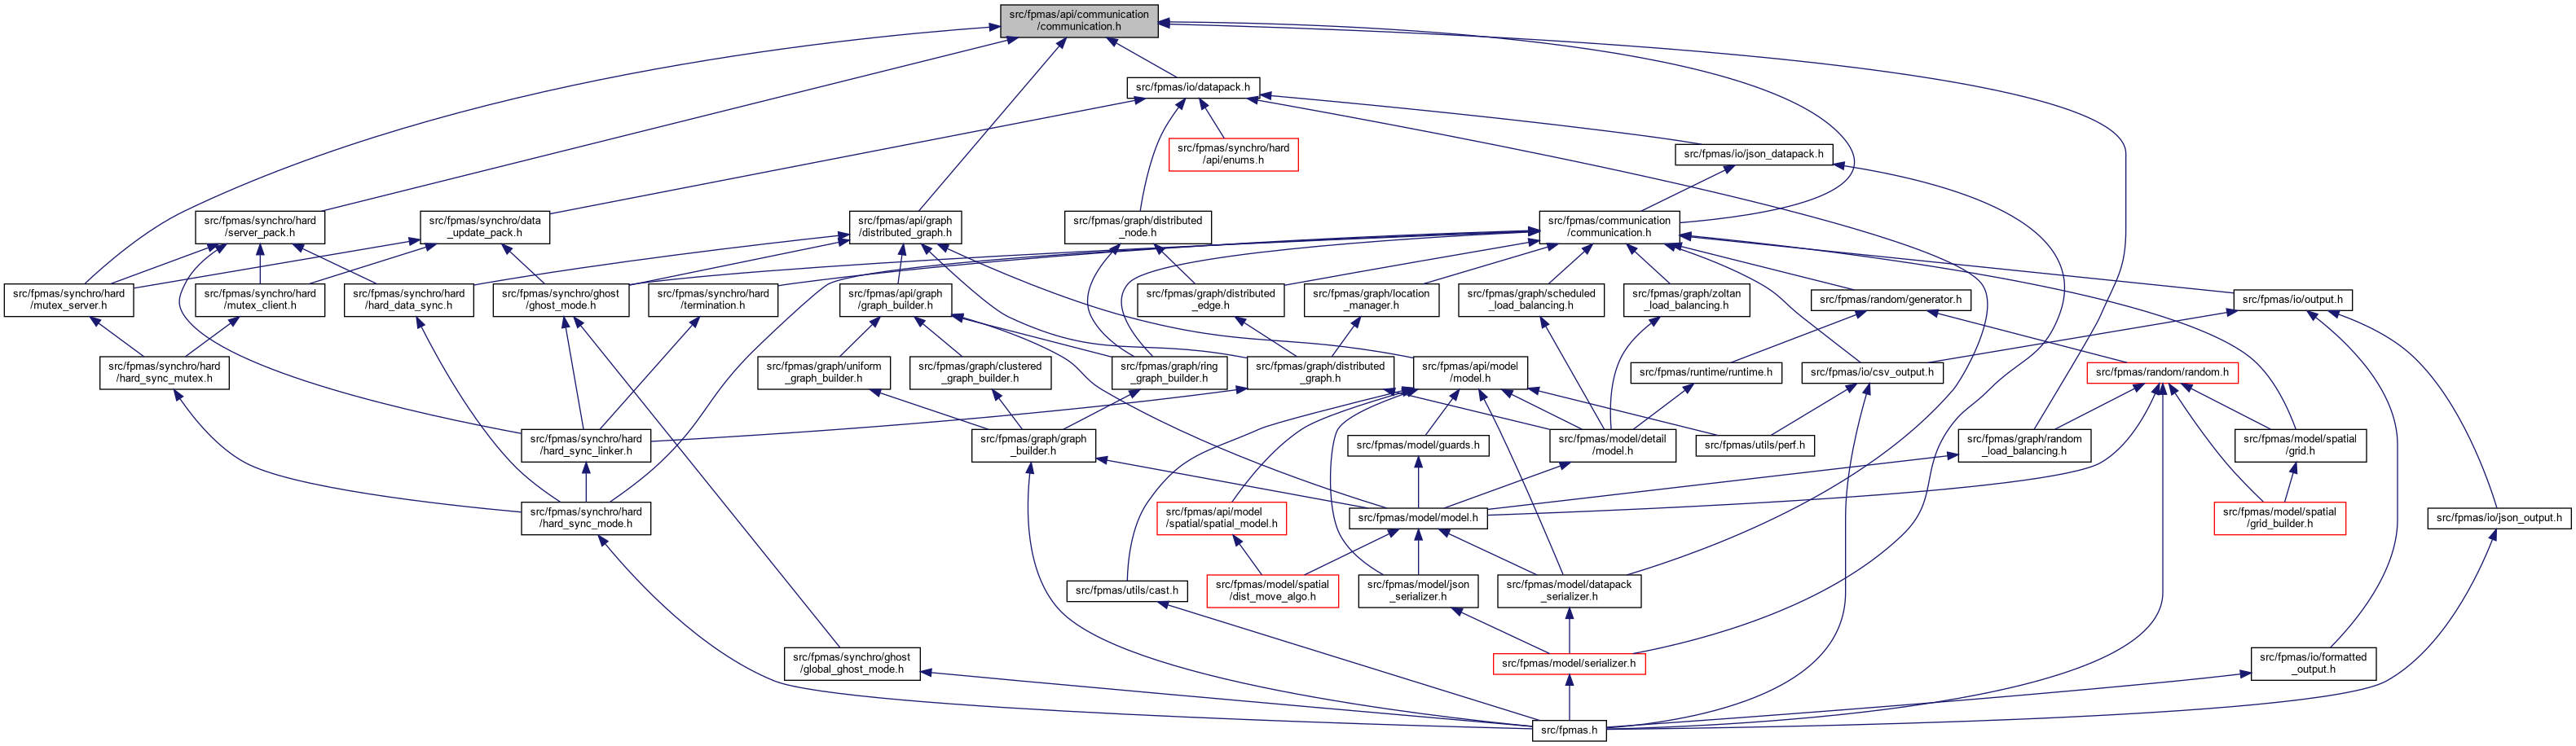 src/fpmas/api/communication
/communication.h
src/fpmas/io/datapack.h
src/fpmas/synchro/hard
/api/enums.h
src/fpmas/io/json_datapack.h
src/fpmas/synchro/hard
/server_pack.h
src/fpmas/synchro/data
_update_pack.h
src/fpmas/api/graph
/distributed_graph.h
src/fpmas/graph/distributed
_node.h
src/fpmas/communication
/communication.h
src/fpmas/synchro/hard
/mutex_server.h
src/fpmas/synchro/hard
/mutex_client.h
src/fpmas/synchro/hard
/hard_data_sync.h
src/fpmas/synchro/ghost
/ghost_mode.h
src/fpmas/synchro/hard
/termination.h
src/fpmas/api/graph
/graph_builder.h
src/fpmas/graph/distributed
_edge.h
src/fpmas/graph/location
_manager.h
src/fpmas/graph/scheduled
_load_balancing.h
src/fpmas/graph/zoltan
_load_balancing.h
src/fpmas/random/generator.h
src/fpmas/io/output.h
src/fpmas/synchro/hard
/hard_sync_mutex.h
src/fpmas/graph/uniform
_graph_builder.h
src/fpmas/graph/clustered
_graph_builder.h
src/fpmas/graph/ring
_graph_builder.h
src/fpmas/graph/distributed
_graph.h
src/fpmas/api/model
/model.h
src/fpmas/runtime/runtime.h
src/fpmas/io/csv_output.h
src/fpmas/random/random.h
src/fpmas/synchro/hard
/hard_sync_linker.h
src/fpmas/graph/graph
_builder.h
src/fpmas/model/guards.h
src/fpmas/model/detail
/model.h
src/fpmas/utils/perf.h
src/fpmas/graph/random
_load_balancing.h
src/fpmas/model/spatial
/grid.h
src/fpmas/synchro/hard
/hard_sync_mode.h
src/fpmas/api/model
/spatial/spatial_model.h
src/fpmas/model/model.h
src/fpmas/model/spatial
/grid_builder.h
src/fpmas/io/json_output.h
src/fpmas/utils/cast.h
src/fpmas/model/spatial
/dist_move_algo.h
src/fpmas/model/json
_serializer.h
src/fpmas/model/datapack
_serializer.h
src/fpmas/synchro/ghost
/global_ghost_mode.h
src/fpmas/model/serializer.h
src/fpmas/io/formatted
_output.h
src/fpmas.h